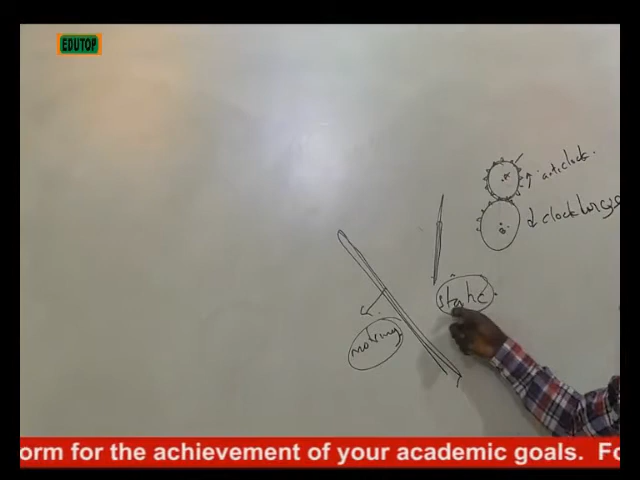 EDUTOP
A
anticlock.
B
clockwise
static
moving
orm for the achievement of your academic goals. Fo